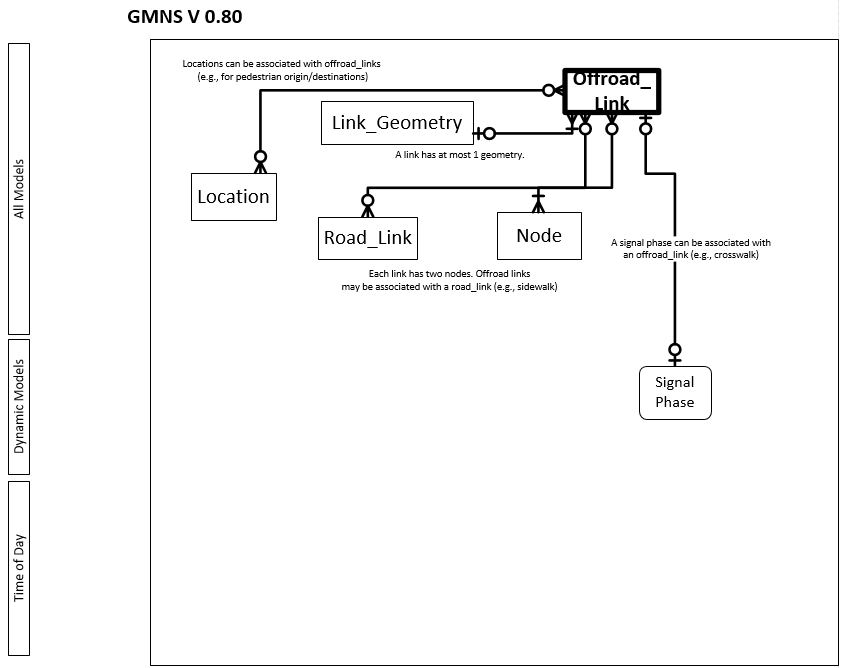 GMNS V 0.80
All Models
Dynamic Models
Time of Day
Locations can be associated with offroad_links
(e.g., for pedestrian origin/destinations)
Offroad_
Link
Link_Geometry
A link has at most 1 geometry.
Location
Road_Link
Node
Each link has two nodes. Offroad links
may be associated with a road_link (e.g., sidewalk)
A signal phase can be associated with
an offroad_link (e.g., crosswalk)
Signal
Phase